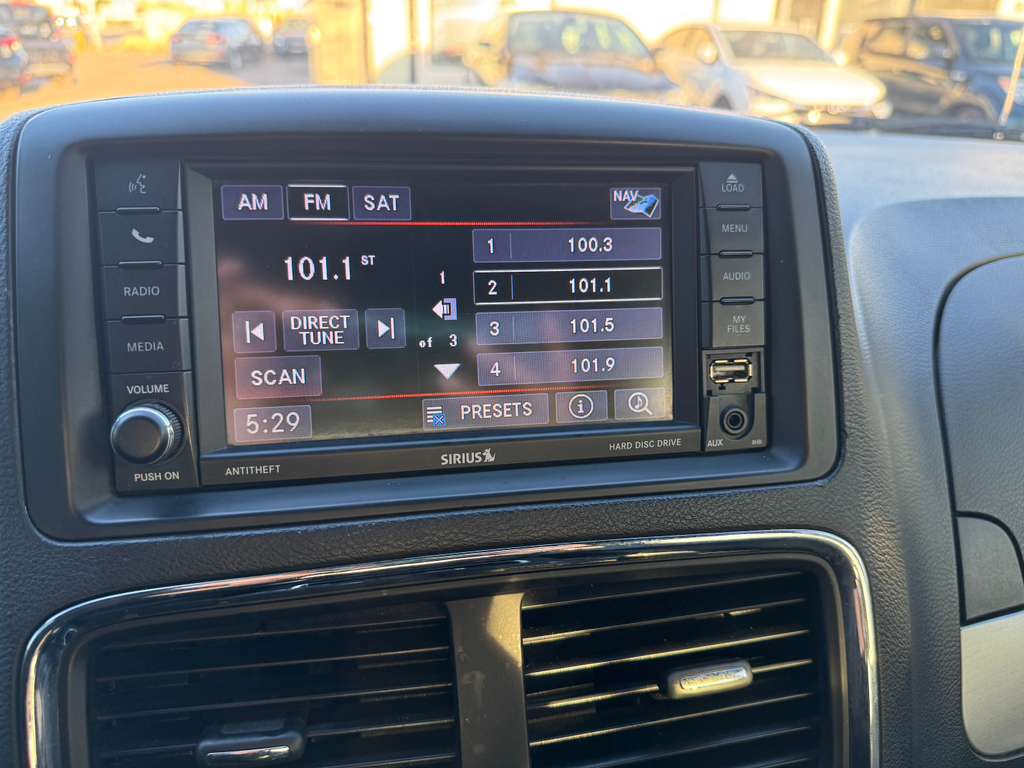 AM FM SAT NAV
LOAD
MENU
AUDIO
MY
FILES
AUX
RADIO
MEDIA
VOLUME
PUSH ON
101.1 ST
DIRECT
TUNE
SCAN
5:29
1
of 3
1 100.3
2 101.1
3 101.5
4 101.9
PRESETS
i
ANTITHEFT
SIRIUS
HARD DISC DRIVE